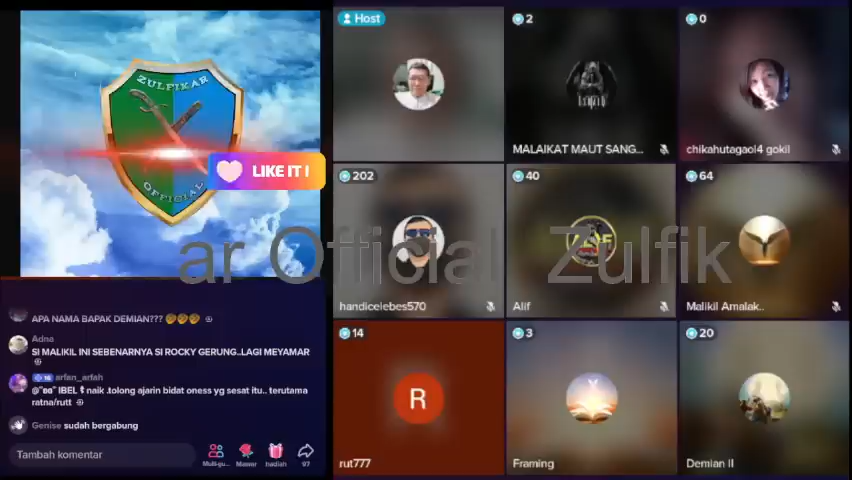 ZULFIKAR
OFFICIAL
LIKE IT !
ar Official Zulfik
APA NAMA BAPAK DEMIAN???
Adna
SI MALIKIL INI SEBENARNYA SI ROCKY GERUNG..LAGI MEYAMAR
16 arfan_arfah
IBEL naik .tolong ajarin bidat oness yg sesat itu.. terutama
ratna/rutt
Genise sudah bergabung
Tambah komentar
Multi-gu...
Mawar
hadiah
97
Host
2
MALAIKAT MAUT SANG...
0
chikahutagaol4 gokil
202
handicelebes570
40
Alif
64
Malikil Amalak..
14
R
rut777
3
Framing
20
Demian II